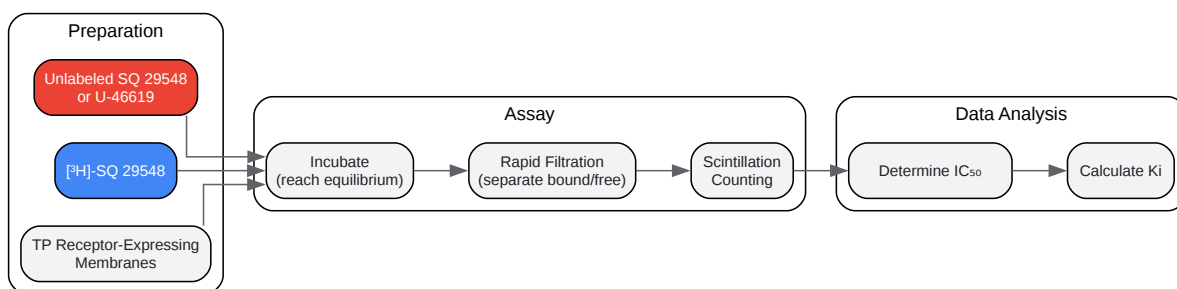 Preparation
Unlabeled SQ 29548
or U-46619
[³H]-SQ 29548
TP Receptor-Expressing
Membranes
Assay
Incubate
(reach equilibrium)
Rapid Filtration
(separate bound/free)
Scintillation
Counting
Data Analysis
Determine IC₅₀
Calculate Ki